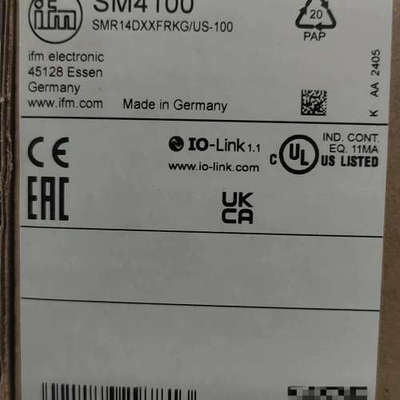 ifm
SM4100
SMR14DXXFRKG/US-100
20
PAP
ifm electronic
45128 Essen
Germany
www.ifm.com
Made in Germany
K AA 2405
CE
IO-Link 1.1
www.io-link.com
C UL US LISTED
IND. CONT.
EQ. 11MA
EAC
UK
CA